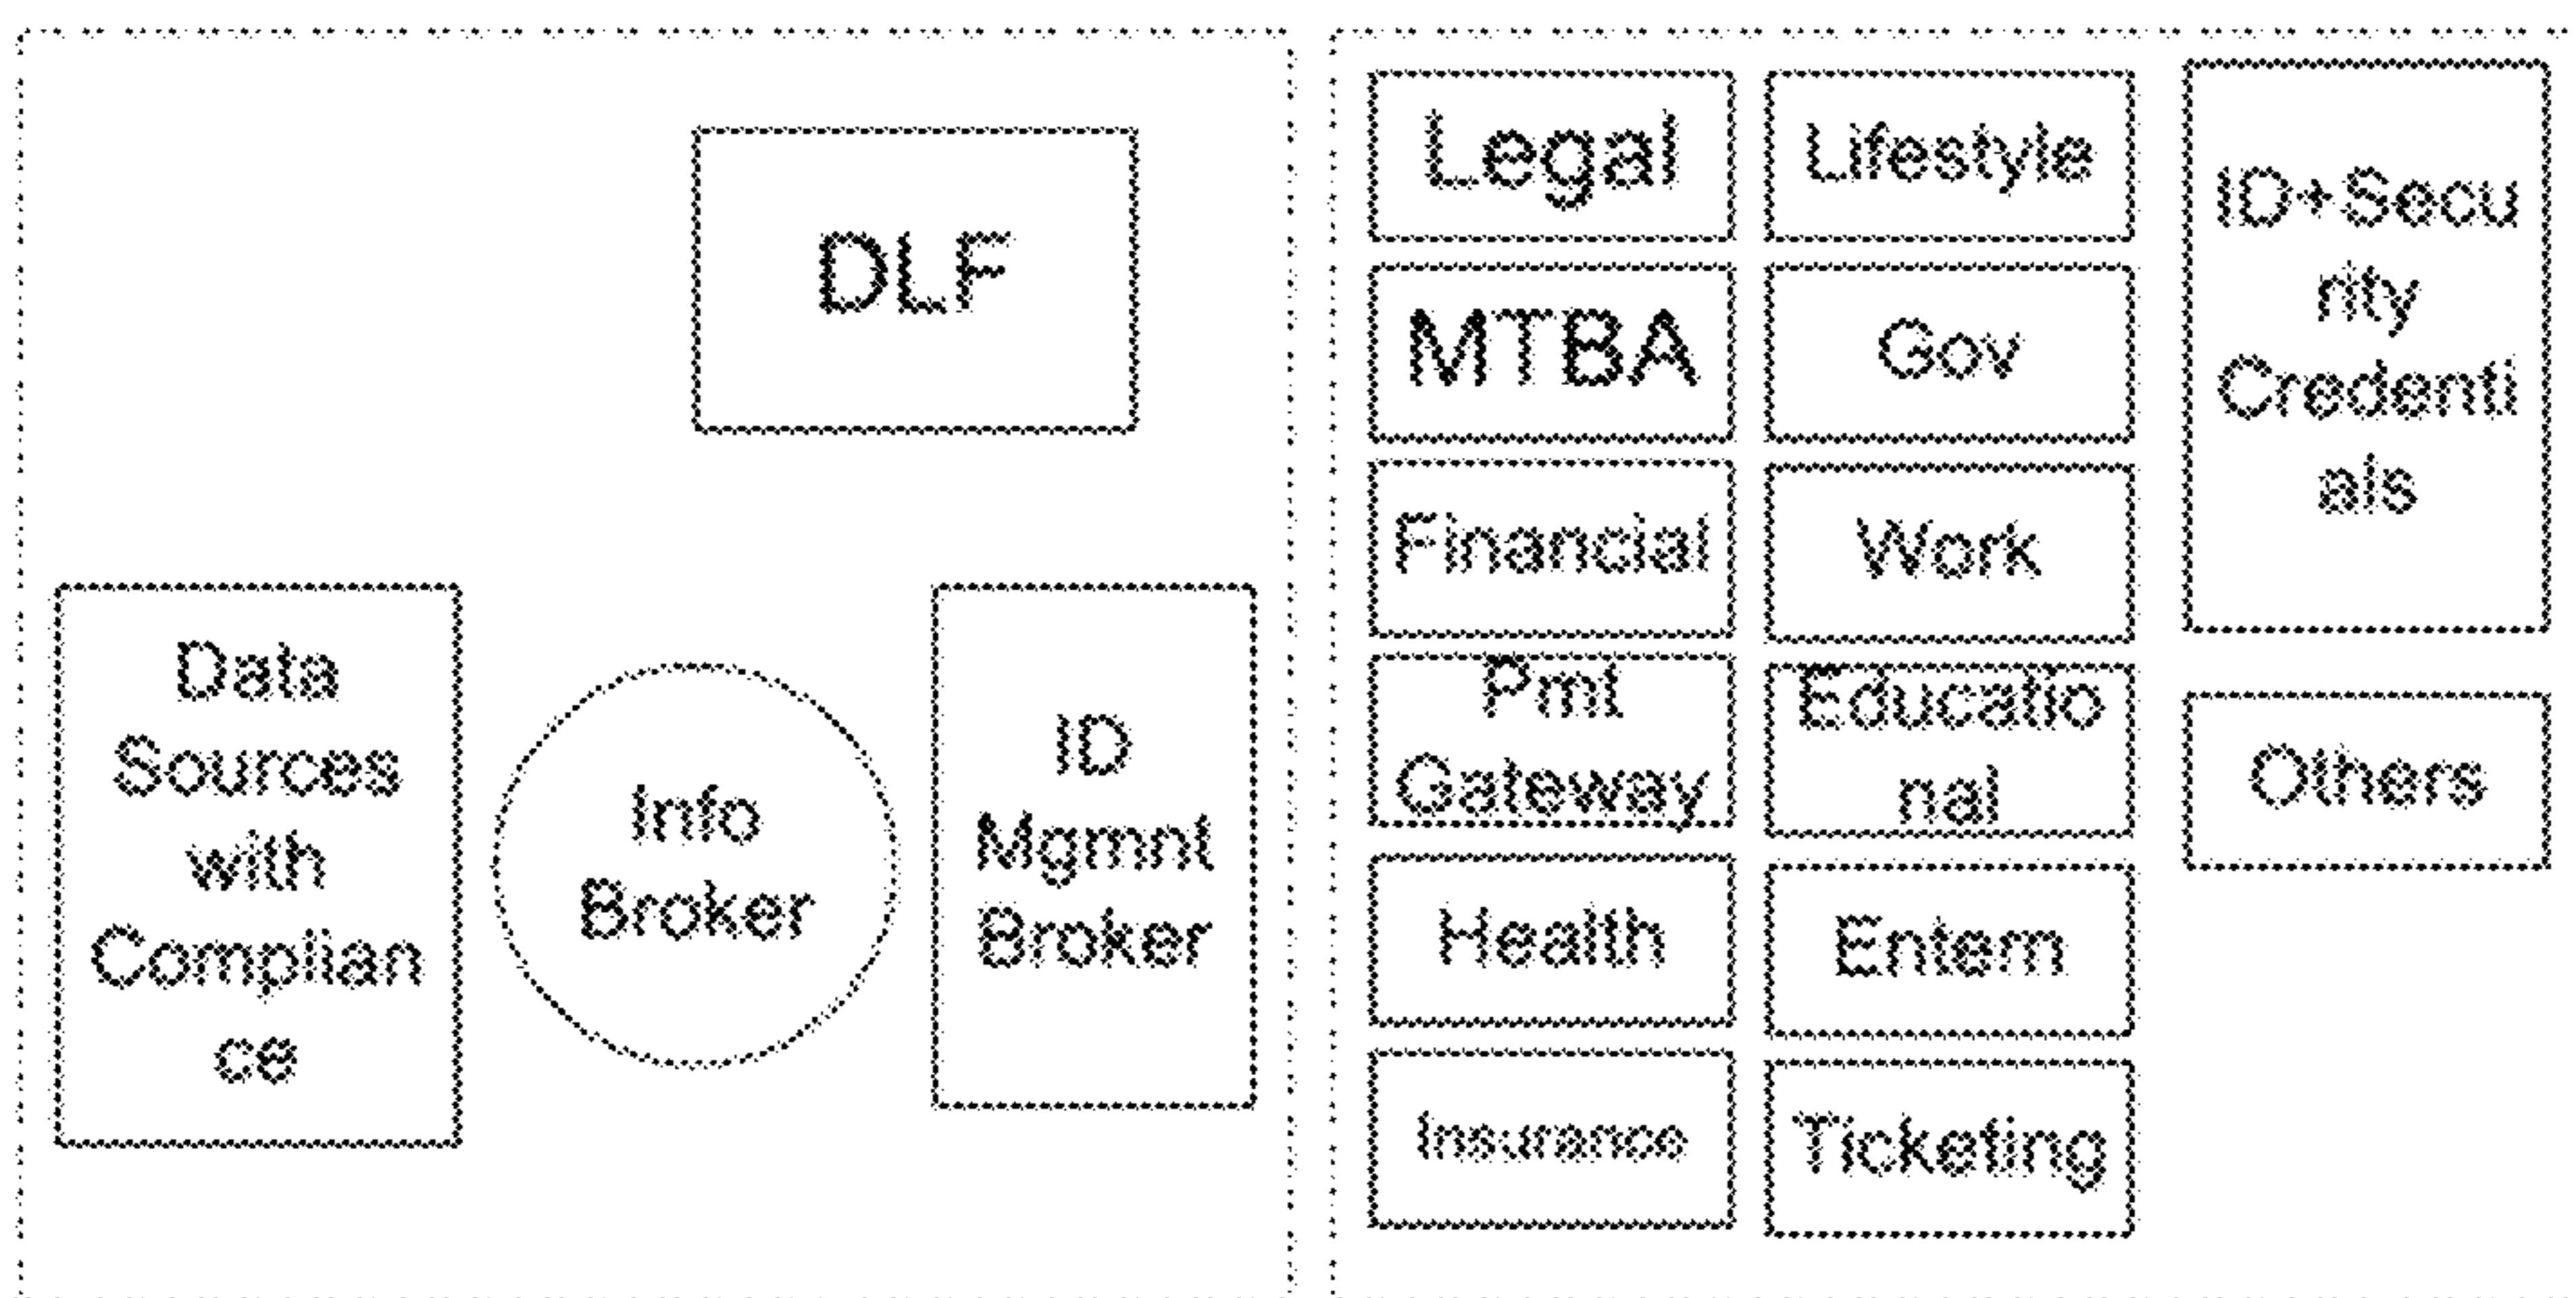 DLF
Data
Sources
with
Complian
ce
Info
Broker
ID
Mgmnt
Broker
Legal
MTBA
Financial
Pmt
Gateway
Health
Insurance
Lifestyle
Gov
Work
Educatio
nal
Entern
Ticketing
ID+Secu
rity
Credenti
als
Others